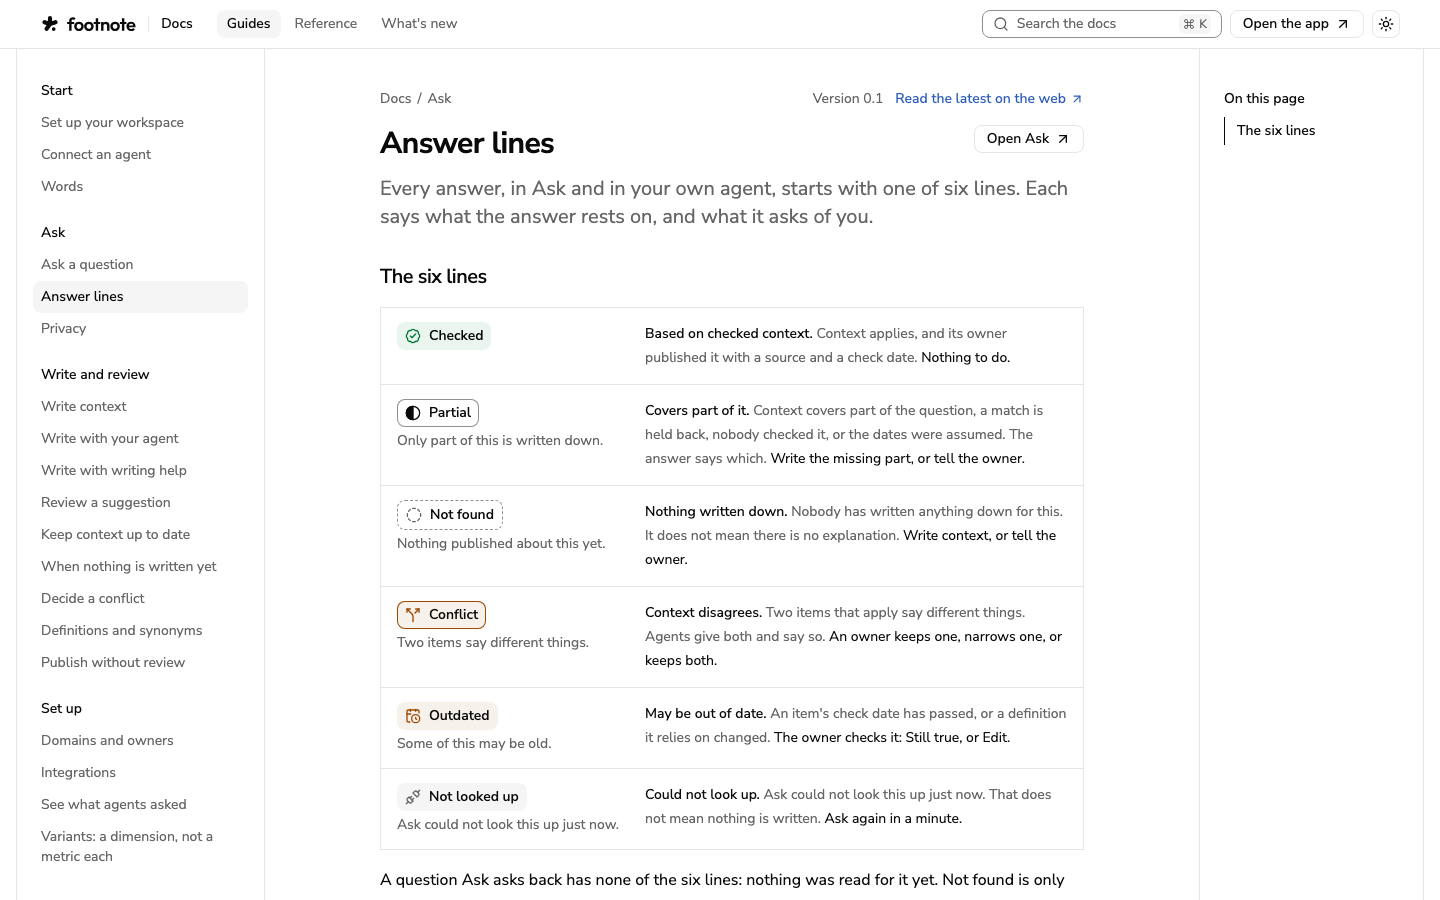 footnote
Docs
Guides
Reference
What's new
Search the docs
⌘ K
Open the app
Start
Set up your workspace
Connect an agent
Words
Ask
Ask a question
Answer lines
Privacy
Write and review
Write context
Write with your agent
Write with writing help
Review a suggestion
Keep context up to date
When nothing is written yet
Decide a conflict
Definitions and synonyms
Publish without review
Set up
Domains and owners
Integrations
See what agents asked
Variants: a dimension, not a
metric each
Docs / Ask
Version 0.1
Read the latest on the web
Answer lines
Open Ask
Every answer, in Ask and in your own agent, starts with one of six lines. Each
says what the answer rests on, and what it asks of you.
The six lines
Checked
Based on checked context. Context applies, and its owner
published it with a source and a check date. Nothing to do.
Partial
Only part of this is written down.
Covers part of it. Context covers part of the question, a match is
held back, nobody checked it, or the dates were assumed. The
answer says which. Write the missing part, or tell the owner.
Not found
Nothing published about this yet.
Nothing written down. Nobody has written anything down for this.
It does not mean there is no explanation. Write context, or tell the
owner.
Conflict
Two items say different things.
Context disagrees. Two items that apply say different things.
Agents give both and say so. An owner keeps one, narrows one, or
keeps both.
Outdated
Some of this may be old.
May be out of date. An item's check date has passed, or a definition
it relies on changed. The owner checks it: Still true, or Edit.
Not looked up
Ask could not look this up just now.
Could not look up. Ask could not look this up just now. That does
not mean nothing is written. Ask again in a minute.
A question Ask asks back has none of the six lines: nothing was read for it yet. Not found is only
On this page
The six lines